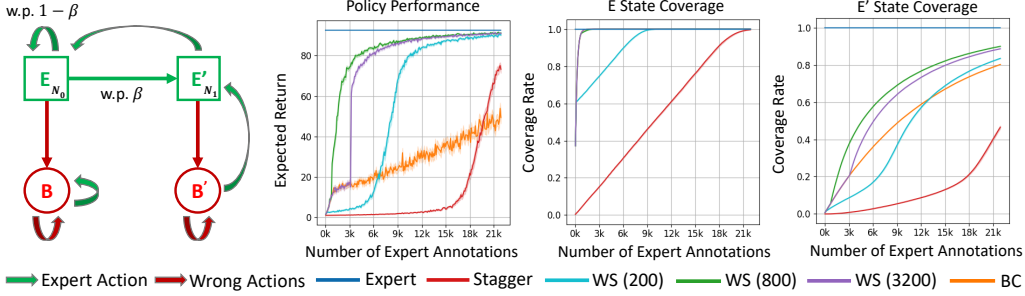 w.p. 1 − β
E N₀
E' N₁
w.p. β
B
B'
Policy Performance
Expected Return
80
60
40
20
0
0k 3k 6k 9k 12k 15k 18k 21k
Number of Expert Annotations
E State Coverage
Coverage Rate
1.0
0.8
0.6
0.4
0.2
0.0
0k 3k 6k 9k 12k 15k 18k 21k
Number of Expert Annotations
E' State Coverage
Coverage Rate
1.0
0.8
0.6
0.4
0.2
0.0
0k 3k 6k 9k 12k 15k 18k 21k
Number of Expert Annotations
Expert Action Wrong Actions Expert Stagger WS (200) WS (800) WS (3200) BC